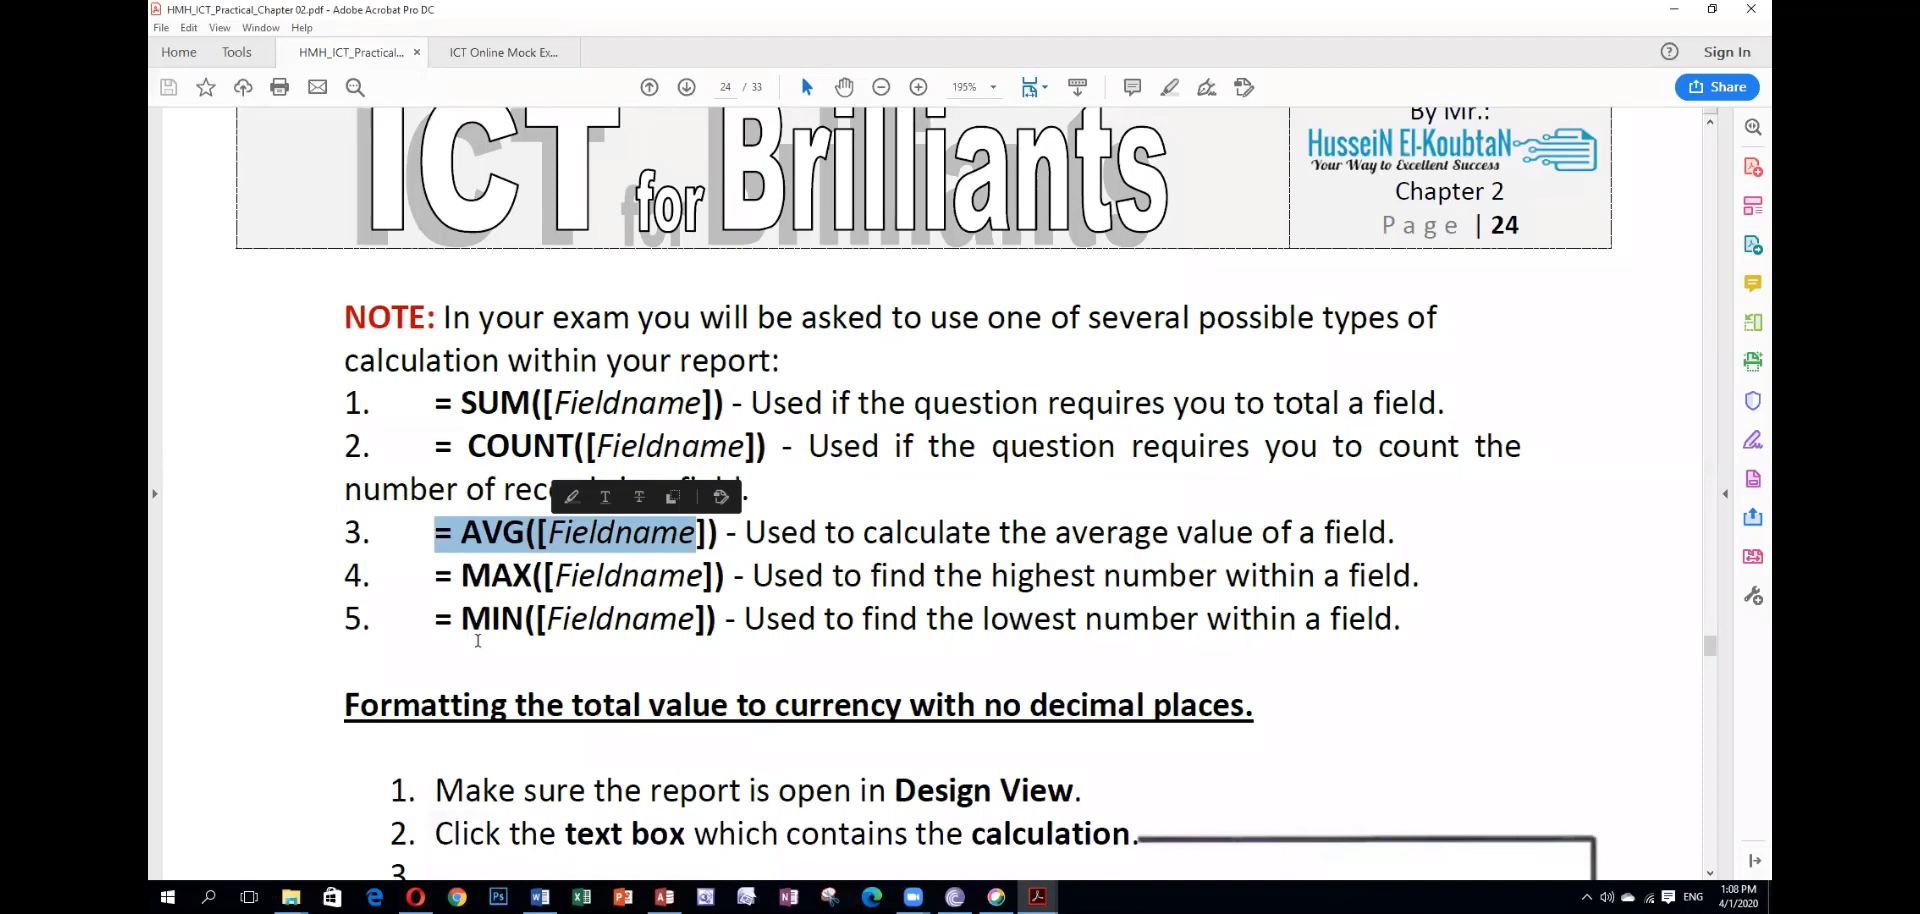 HMH_ICT_Practical_Chapter 02.pdf - Adobe Acrobat Pro DC
File Edit View Window Help
Home Tools HMH_ICT_Practical... × ICT Online Mock Ex... Sign In
24 / 33 195% Share
ICT for Brilliants
By Mr.:
HusseiN El-KoubtaN
Your Way to Excellent Success
Chapter 2
Page | 24
NOTE: In your exam you will be asked to use one of several possible types of
calculation within your report:
1. = SUM([Fieldname]) - Used if the question requires you to total a field.
2. = COUNT([Fieldname]) - Used if the question requires you to count the
number of
3. = AVG([Fieldname]) - Used to calculate the average value of a field.
4. = MAX([Fieldname]) - Used to find the highest number within a field.
5. = MIN([Fieldname]) - Used to find the lowest number within a field.
Formatting the total value to currency with no decimal places.
1. Make sure the report is open in Design View.
2. Click the text box which contains the calculation.
3.
ENG 1:08 PM
4/1/2020